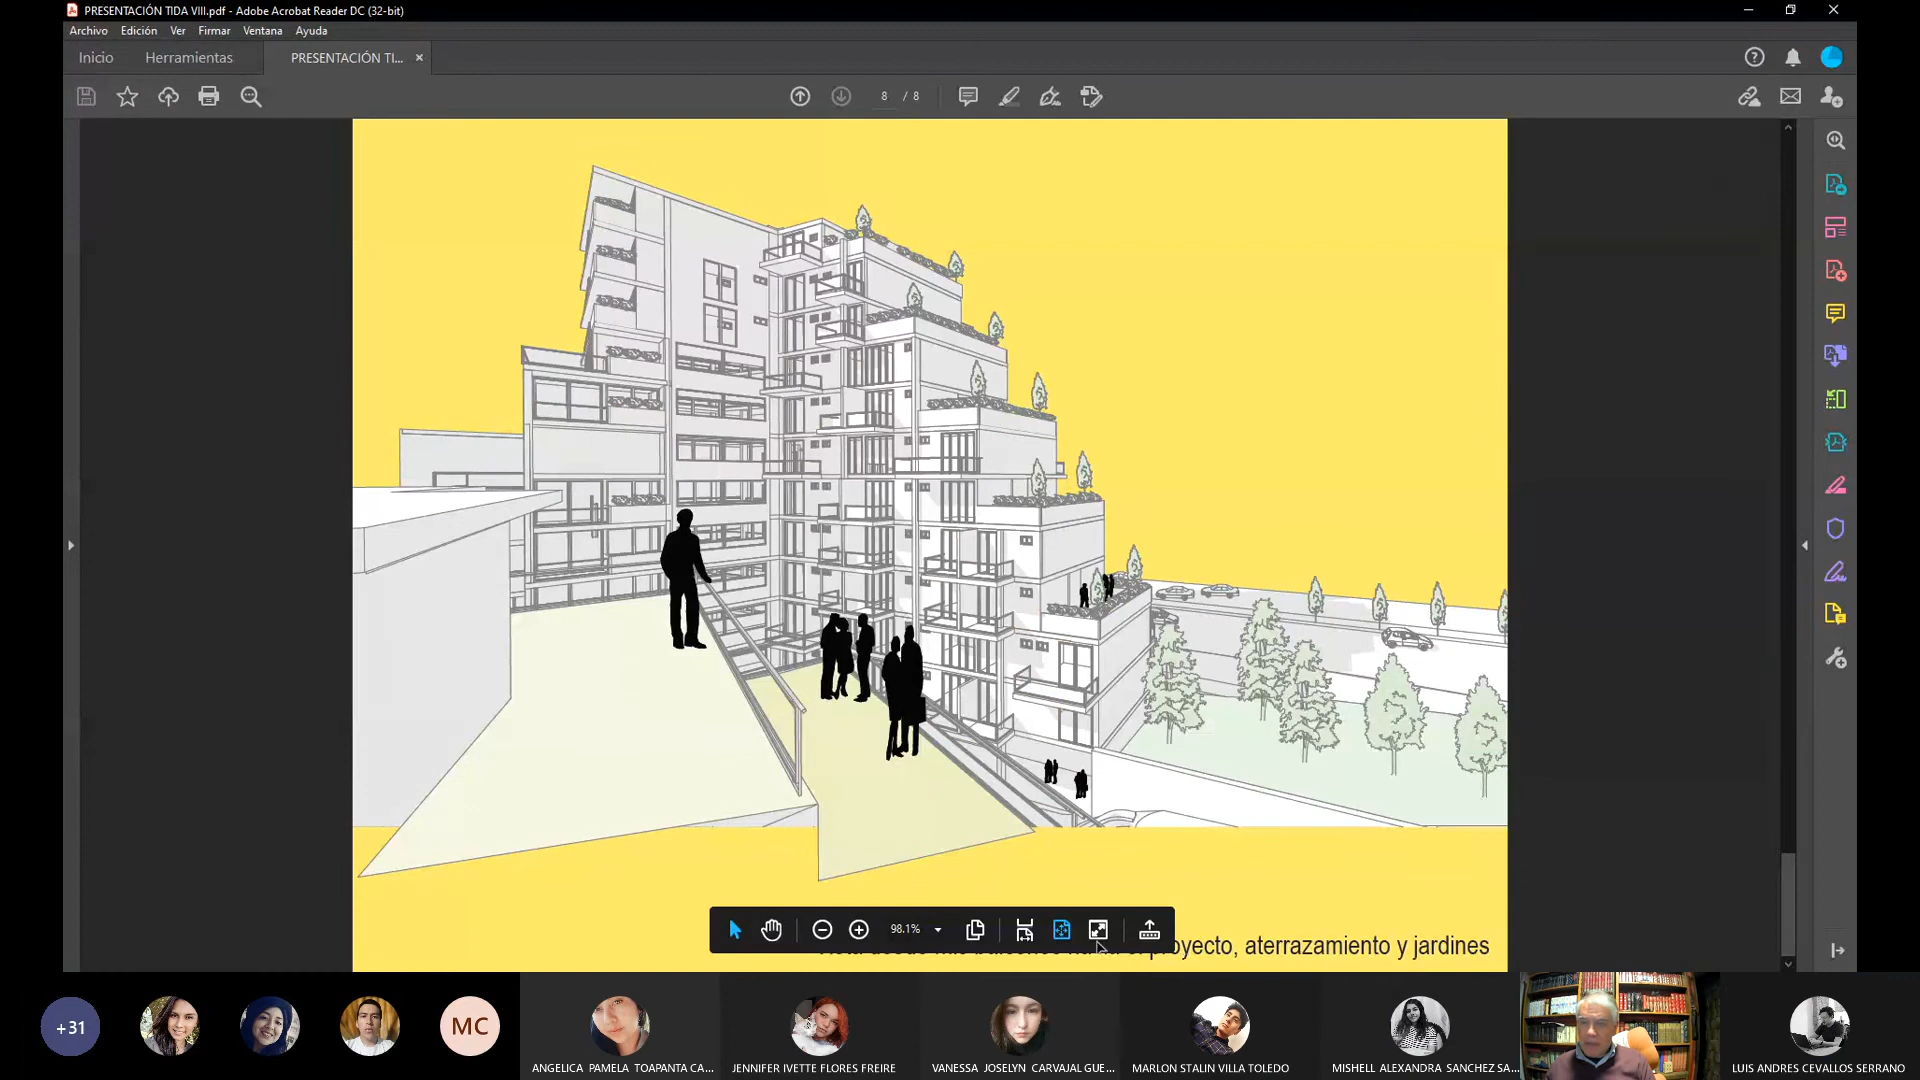 PRESENTACIÓN TIDA VIII.pdf - Adobe Acrobat Reader DC (32-bit)
Archivo Edición Ver Firmar Ventana Ayuda
Inicio Herramientas PRESENTACIÓN TI...
8 / 8
98.1%
oyecto, aterrazamiento y jardines
+31
MC
ANGELICA PAMELA TOAPANTA CA...
JENNIFER IVETTE FLORES FREIRE
VANESSA JOSELYN CARVAJAL GUE...
MARLON STALIN VILLA TOLEDO
MISHELL ALEXANDRA SANCHEZ SA...
LUIS ANDRES CEVALLOS SERRANO